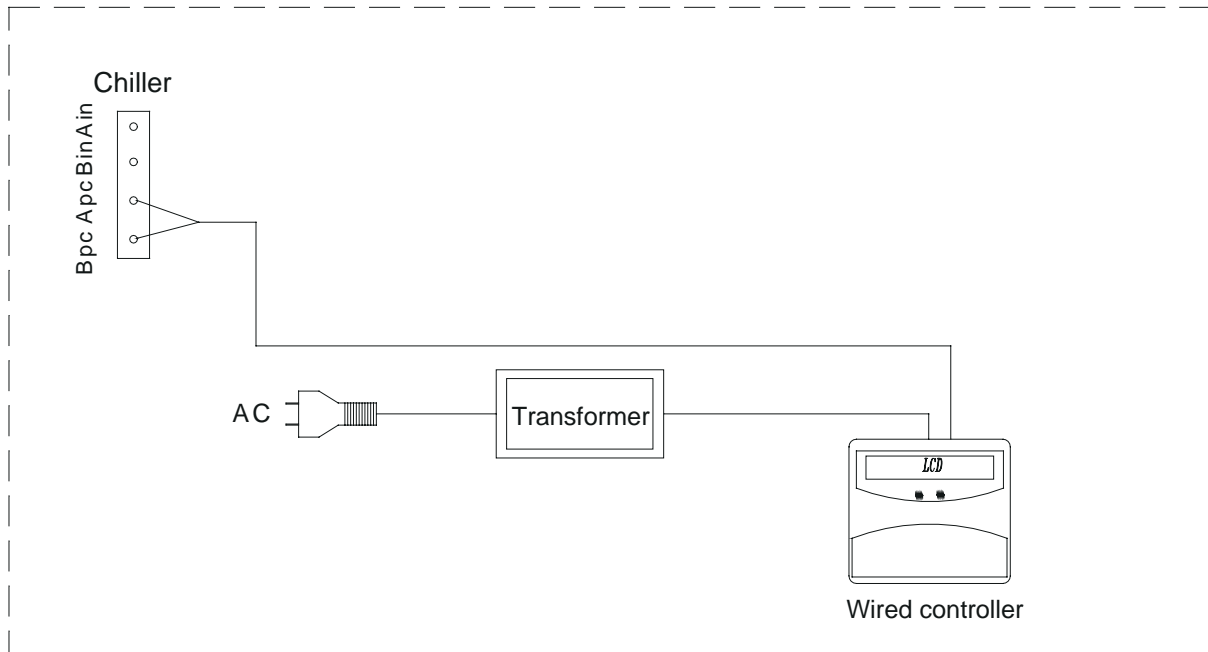 Chiller
Bpc Apc Bin Ain
AC
Transformer
LCD
Wired controller